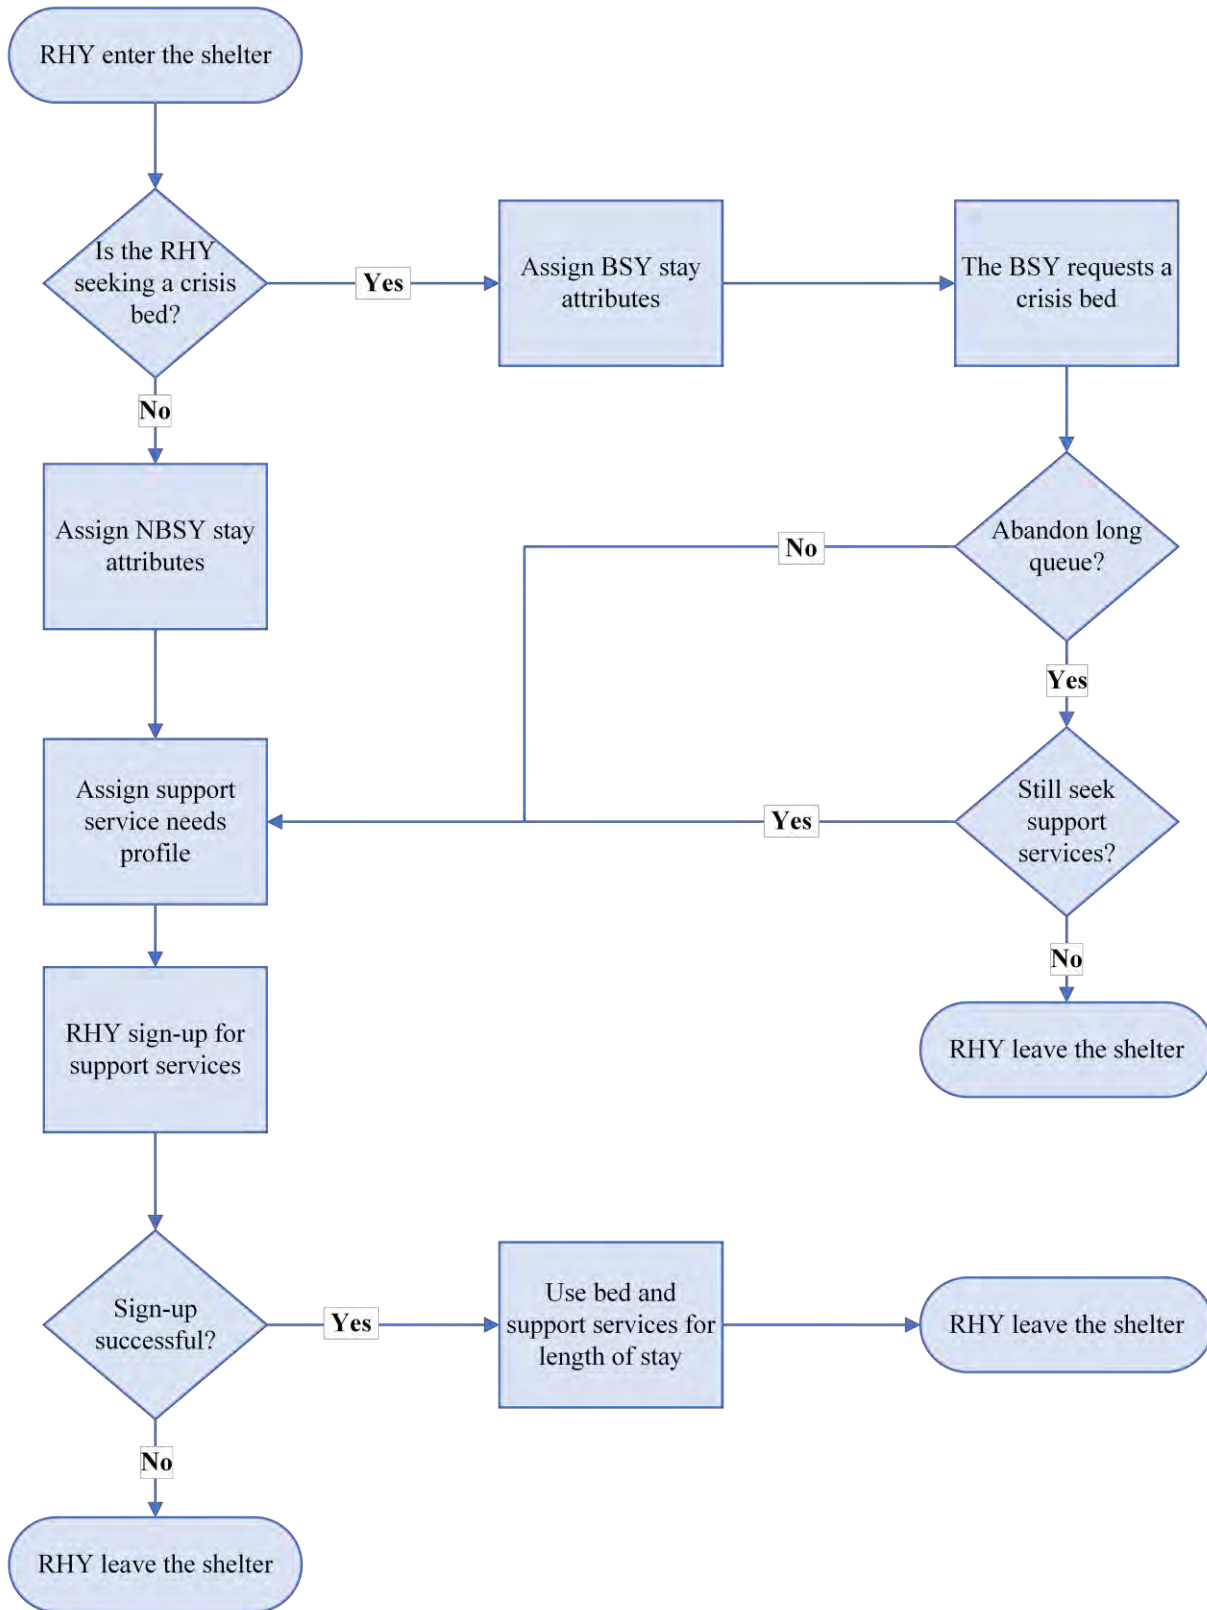 RHY enter the shelter
Is the RHY
seeking a crisis
bed?
Yes
Assign BSY stay
attributes
The BSY requests a
crisis bed
No
Assign NBSY stay
attributes
Abandon long
queue?
No
Yes
Assign support
service needs
profile
Yes
Still seek
support
services?
No
RHY leave the shelter
RHY sign-up for
support services
Sign-up
successful?
Yes
Use bed and
support services for
length of stay
RHY leave the shelter
No
RHY leave the shelter